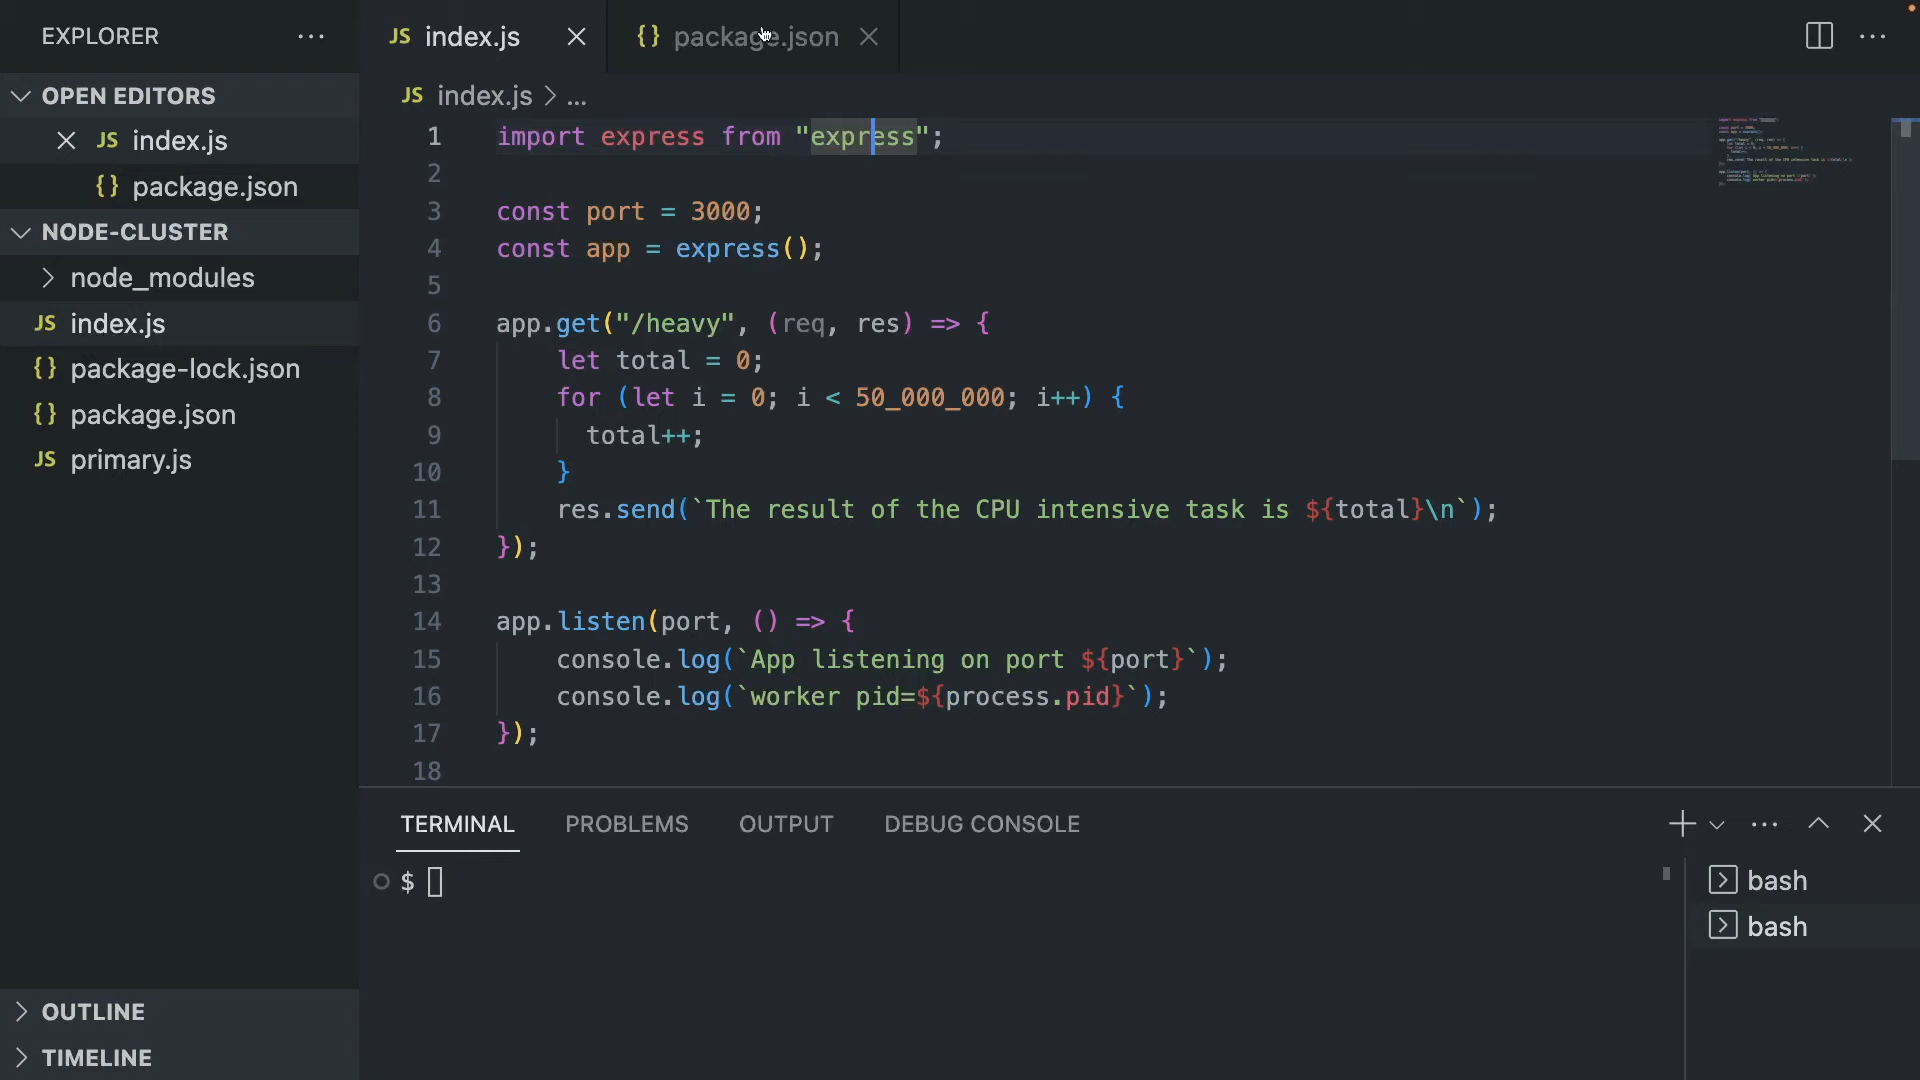 EXPLORER
OPEN EDITORS
JS index.js
{} package.json
NODE-CLUSTER
node_modules
JS index.js
{} package-lock.json
{} package.json
JS primary.js
OUTLINE
TIMELINE
JS index.js
{} package.json
JS index.js > ...
1 import express from "express";
2
3 const port = 3000;
4 const app = express();
5
6 app.get("/heavy", (req, res) => {
7 let total = 0;
8 for (let i = 0; i < 50_000_000; i++) {
9 total++;
10 }
11 res.send(`The result of the CPU intensive task is ${total}\n`);
12 });
13
14 app.listen(port, () => {
15 console.log(`App listening on port ${port}`);
16 console.log(`worker pid=${process.pid}`);
17 });
18
TERMINAL PROBLEMS OUTPUT DEBUG CONSOLE
$
bash
bash